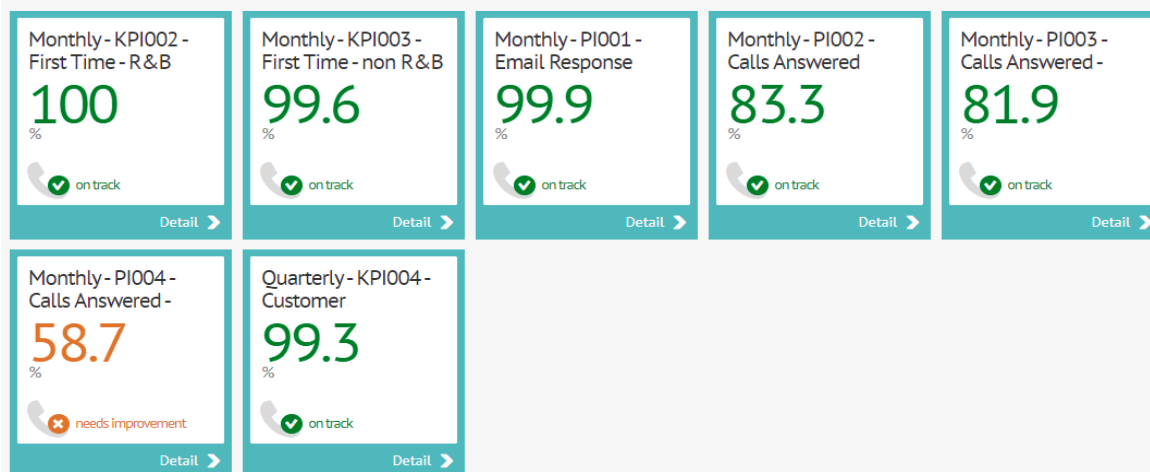 Monthly - KPI002 -
First Time - R&B
100
%
on track
Detail
Monthly - KPI003 -
First Time - non R&B
99.6
%
on track
Detail
Monthly - PI001 -
Email Response
99.9
%
on track
Detail
Monthly - PI002 -
Calls Answered
83.3
%
on track
Detail
Monthly - PI003 -
Calls Answered -
81.9
%
on track
Detail
Monthly - PI004 -
Calls Answered -
58.7
%
needs improvement
Detail
Quarterly - KPI004 -
Customer
99.3
%
on track
Detail